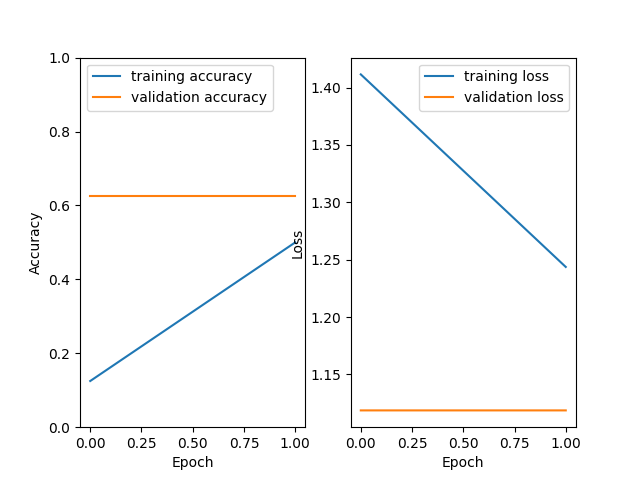 training accuracy
validation accuracy
1.0
0.8
0.6
0.4
0.2
0.0
Accuracy
0.00 0.25 0.50 0.75 1.00
Epoch
training loss
validation loss
1.40
1.35
1.30
1.25
1.20
1.15
Loss
0.00 0.25 0.50 0.75 1.00
Epoch